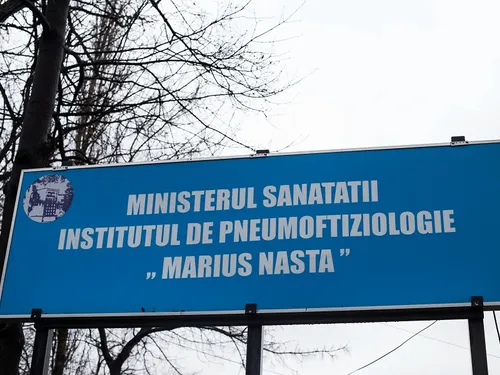 MINISTERUL SANATATII
INSTITUTUL DE PNEUMOFTIZIOLOGIE
„ MARIUS NASTA ”